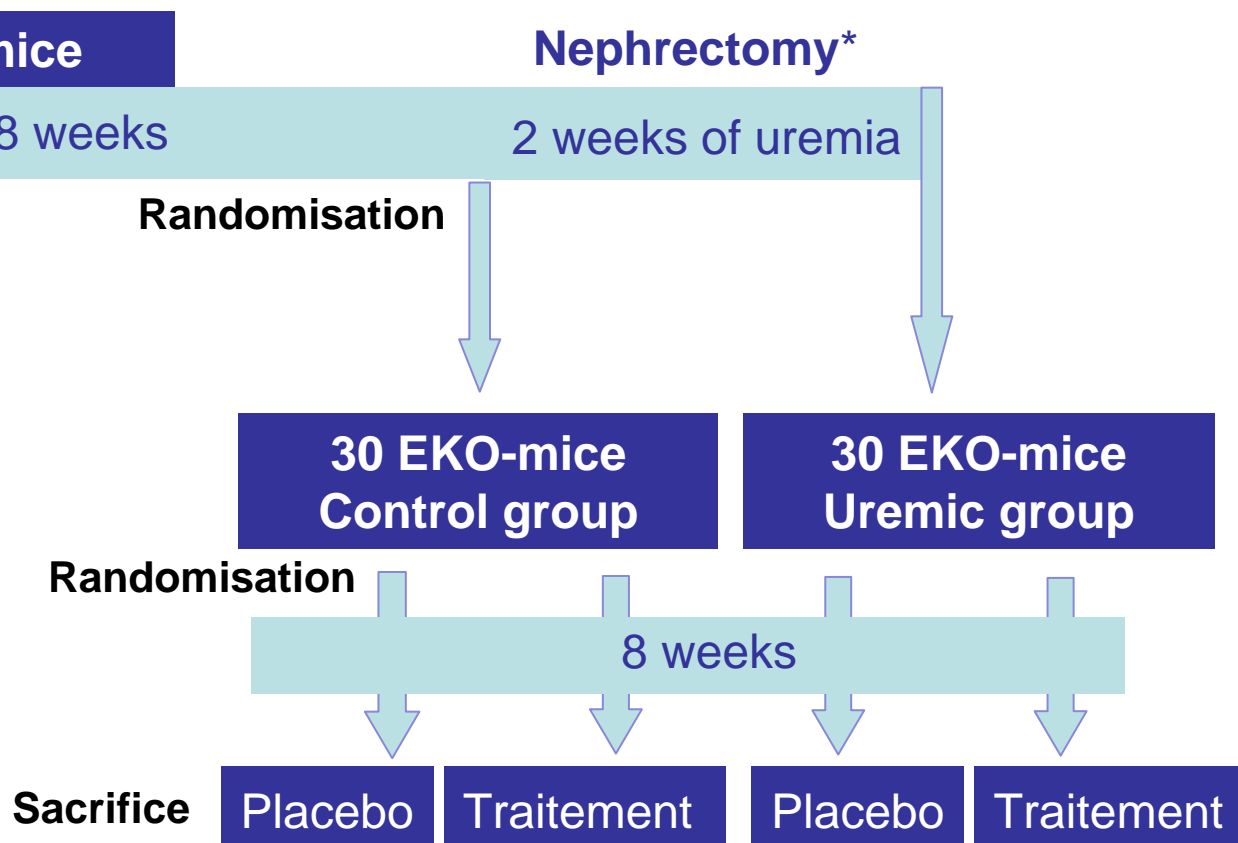 mice
Nephrectomy*
8 weeks
2 weeks of uremia
Randomisation
30 EKO-mice
Control group
30 EKO-mice
Uremic group
Randomisation
8 weeks
Sacrifice
Placebo
Traitement
Placebo
Traitement